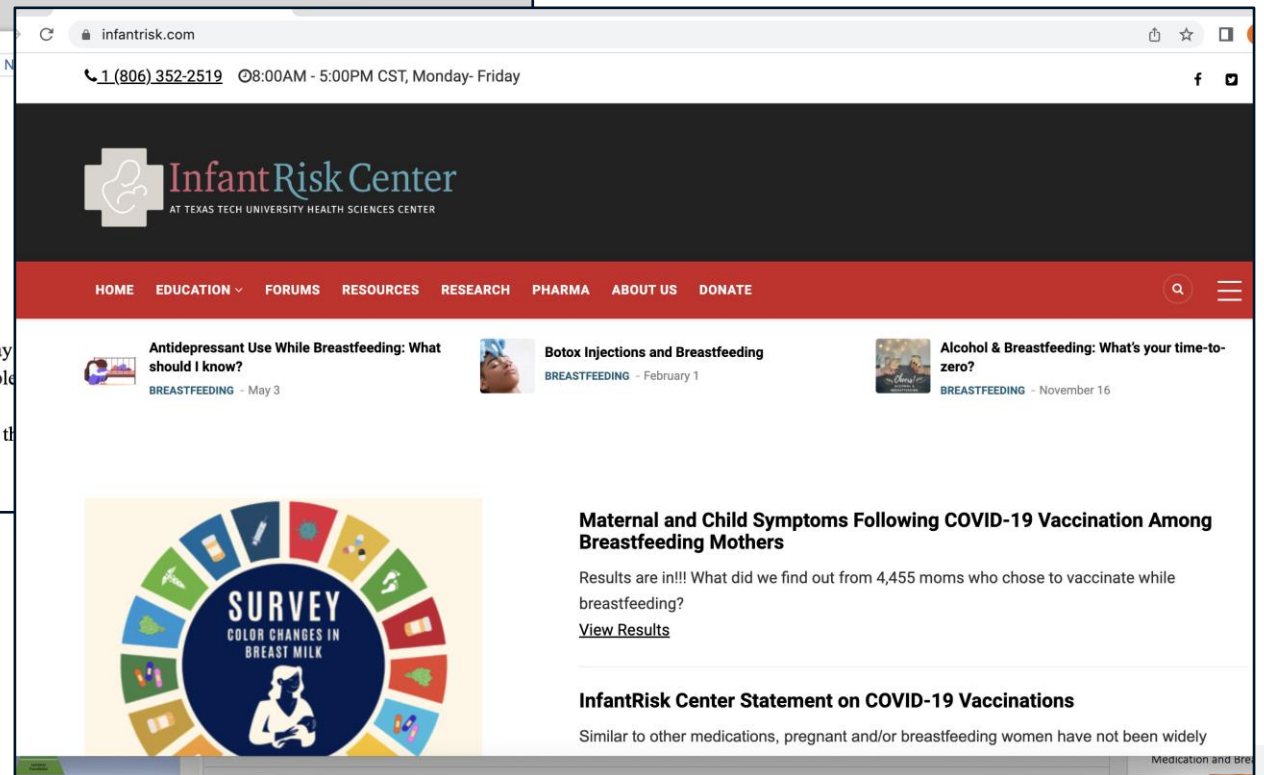 infantrisk.com
1 (806) 352-2519 8:00AM - 5:00PM CST, Monday- Friday
InfantRisk Center
AT TEXAS TECH UNIVERSITY HEALTH SCIENCES CENTER
HOME EDUCATION FORUMS RESOURCES RESEARCH PHARMA ABOUT US DONATE
Antidepressant Use While Breastfeeding: What
should I know?
BREASTFEEDING - May 3
Botox Injections and Breastfeeding
BREASTFEEDING - February 1
Alcohol & Breastfeeding: What's your time-to-
zero?
BREASTFEEDING - November 16
SURVEY
COLOR CHANGES IN
BREAST MILK
Maternal and Child Symptoms Following COVID-19 Vaccination Among
Breastfeeding Mothers
Results are in!!! What did we find out from 4,455 moms who chose to vaccinate while
breastfeeding?
View Results
InfantRisk Center Statement on COVID-19 Vaccinations
Similar to other medications, pregnant and/or breastfeeding women have not been widely
Medication and